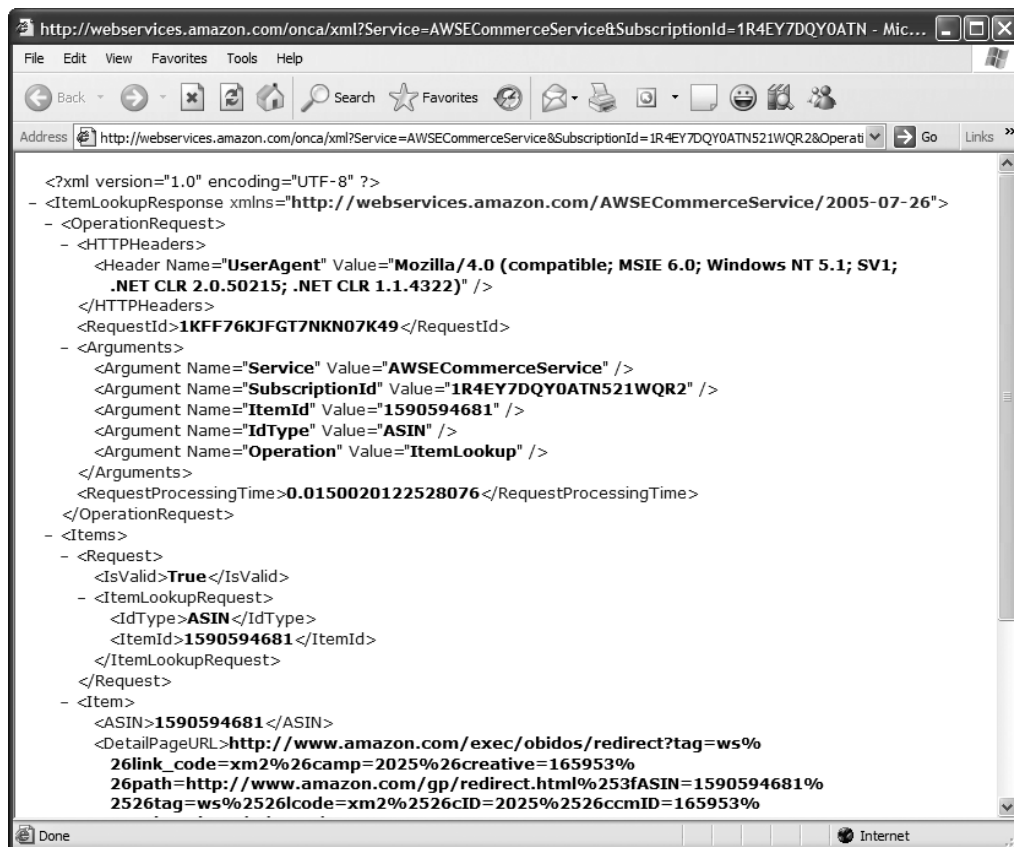 http://webservices.amazon.com/onca/xml?Service=AWSECommerceService&SubscriptionId=1R4EY7DQY0ATN - Mic...
File Edit View Favorites Tools Help
Back Search Favorites
Address http://webservices.amazon.com/onca/xml?Service=AWSECommerceService&SubscriptionId=1R4EY7DQY0ATN521WQR2&Operati Go Links »
<?xml version="1.0" encoding="UTF-8" ?>
- <ItemLookupResponse xmlns="http://webservices.amazon.com/AWSECommerceService/2005-07-26">
- <OperationRequest>
- <HTTPHeaders>
<Header Name="UserAgent" Value="Mozilla/4.0 (compatible; MSIE 6.0; Windows NT 5.1; SV1;
.NET CLR 2.0.50215; .NET CLR 1.1.4322)" />
</HTTPHeaders>
<RequestId>1KFF76KJFGT7NKN07K49</RequestId>
- <Arguments>
<Argument Name="Service" Value="AWSECommerceService" />
<Argument Name="SubscriptionId" Value="1R4EY7DQY0ATN521WQR2" />
<Argument Name="ItemId" Value="1590594681" />
<Argument Name="IdType" Value="ASIN" />
<Argument Name="Operation" Value="ItemLookup" />
</Arguments>
<RequestProcessingTime>0.0150020122528076</RequestProcessingTime>
</OperationRequest>
- <Items>
- <Request>
<IsValid>True</IsValid>
- <ItemLookupRequest>
<IdType>ASIN</IdType>
<ItemId>1590594681</ItemId>
</ItemLookupRequest>
</Request>
- <Item>
<ASIN>1590594681</ASIN>
<DetailPageURL>http://www.amazon.com/exec/obidos/redirect?tag=ws%
26link_code=xm2%26camp=2025%26creative=165953%
26path=http://www.amazon.com/gp/redirect.html%253fASIN=1590594681%
2526tag=ws%2526lcode=xm2%2526cID=2025%2526ccmID=165953%
Done Internet